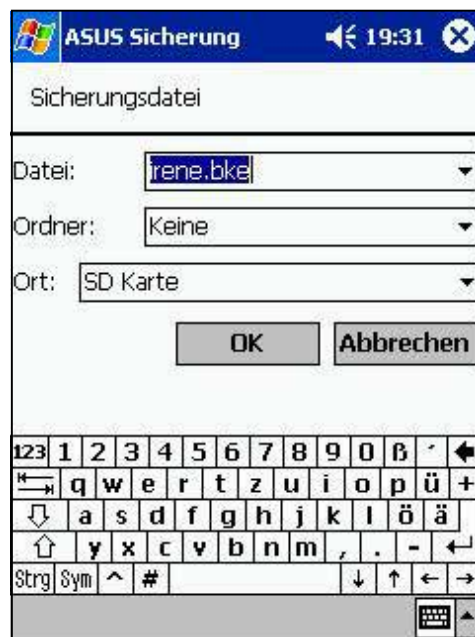 ASUS Sicherung 19:31
Sicherungsdatei
Datei: irene.bke
Ordner: Keine
Ort: SD Karte
OK Abbrechen
123 1 2 3 4 5 6 7 8 9 0 ß ´
q w e r t z u i o p ü +
a s d f g h j k l ö ä
y x c v b n m , . -
Strg Sym ^ #